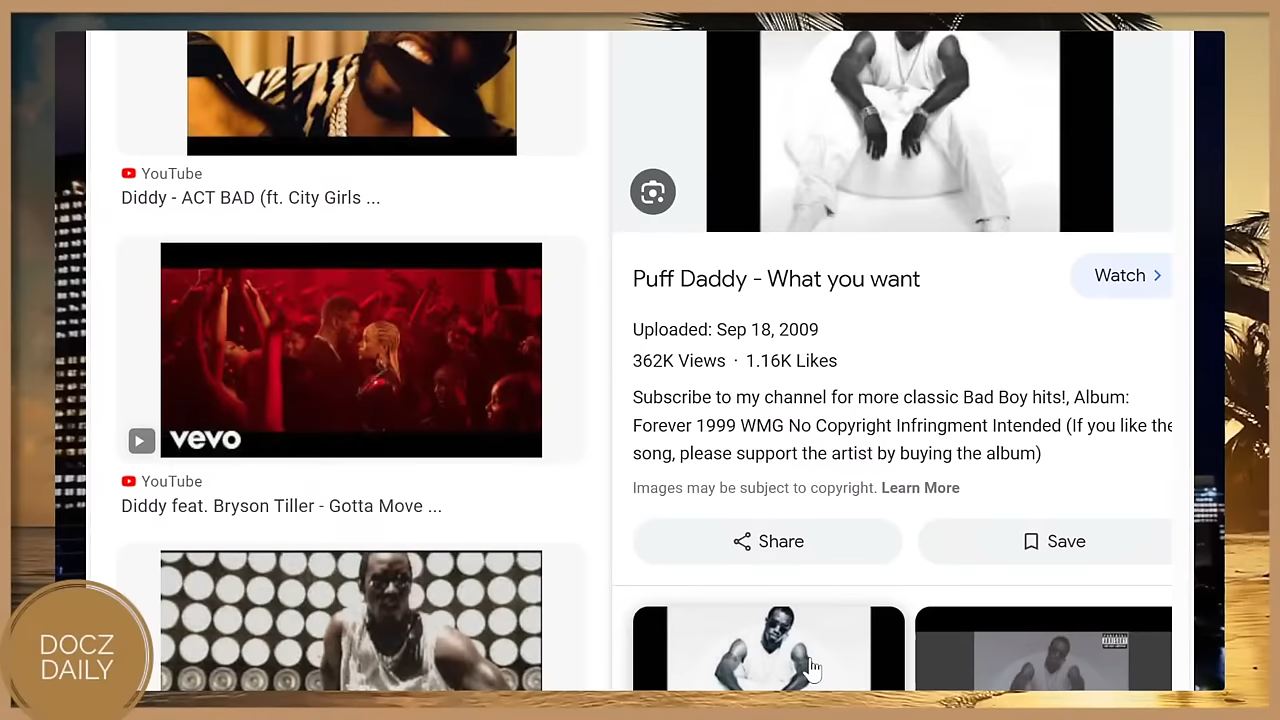 YouTube
Diddy - ACT BAD (ft. City Girls ...
vevo
YouTube
Diddy feat. Bryson Tiller - Gotta Move ...
Puff Daddy - What you want
Watch
Uploaded: Sep 18, 2009
362K Views · 1.16K Likes
Subscribe to my channel for more classic Bad Boy hits!, Album:
Forever 1999 WMG No Copyright Infringment Intended (If you like the
song, please support the artist by buying the album)
Images may be subject to copyright. Learn More
Share
Save
DOCZ
DAILY